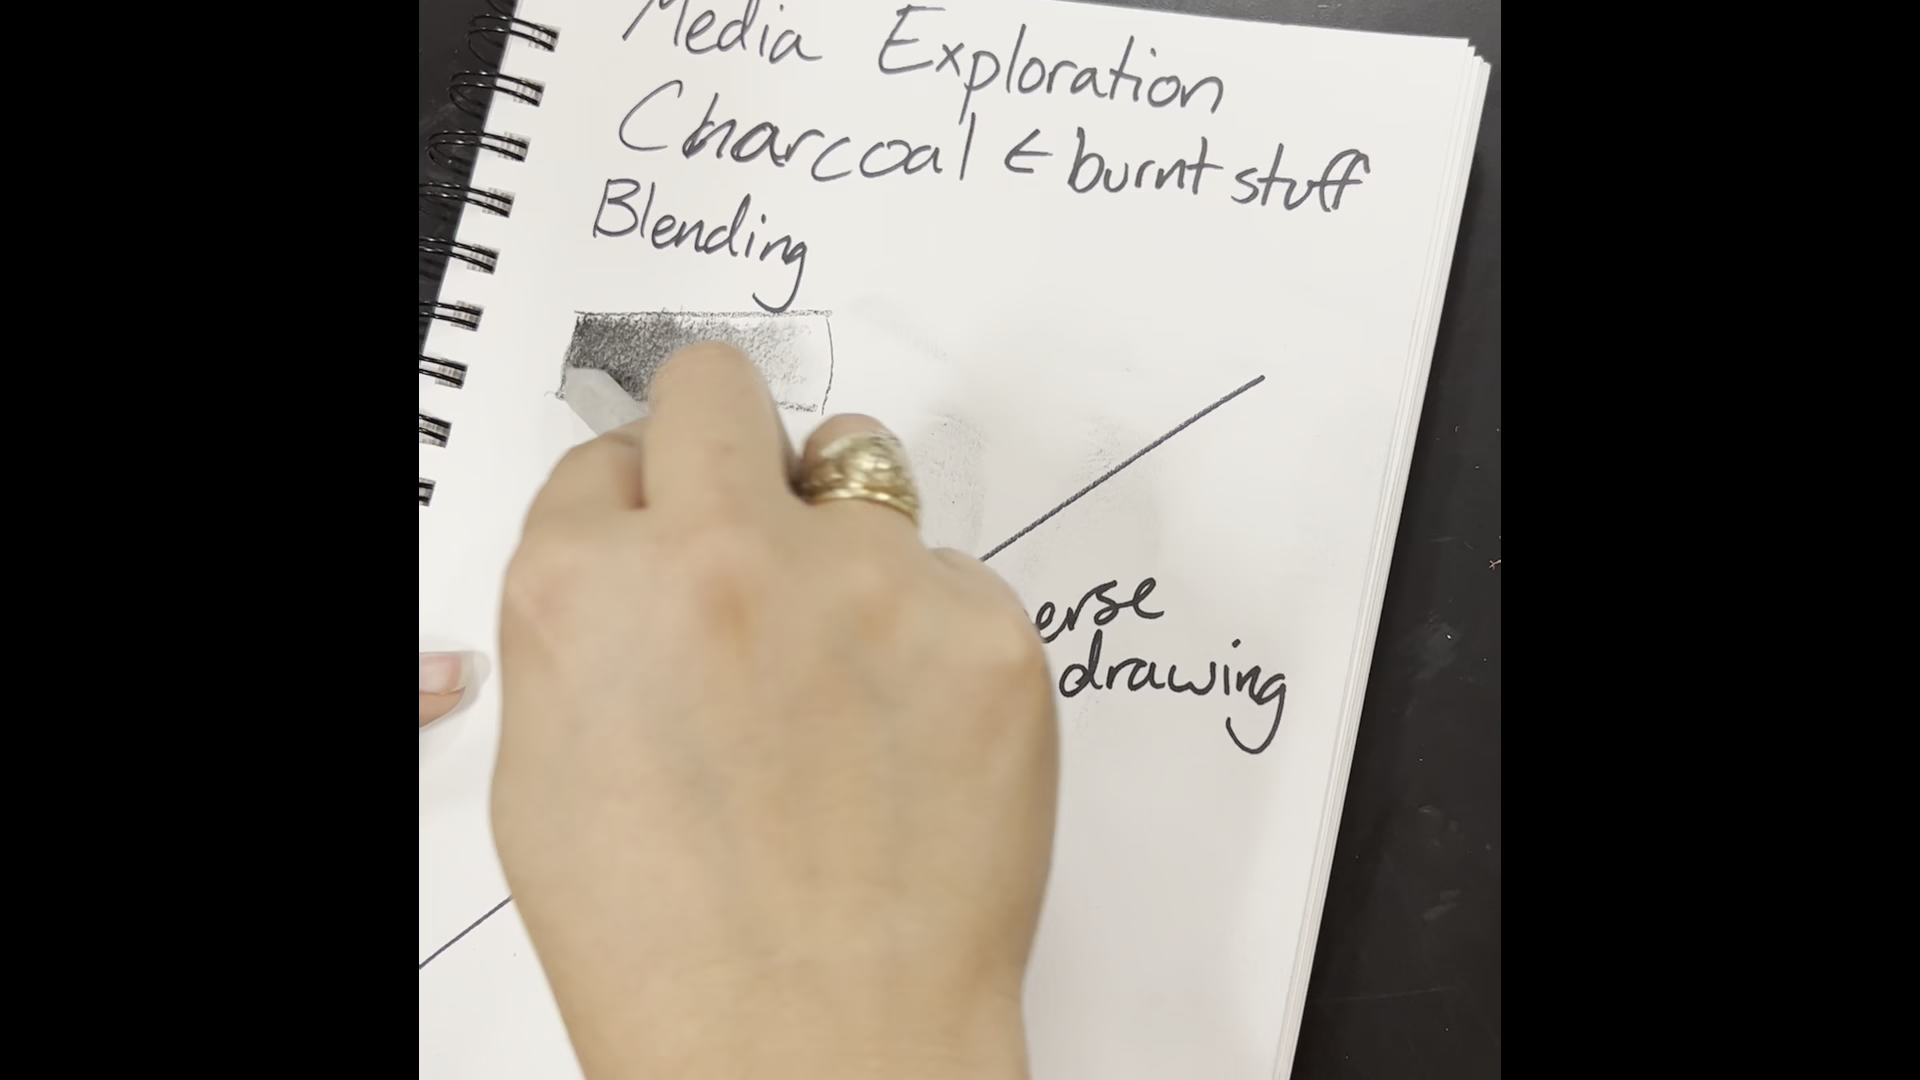 Media Exploration
Charcoal ← burnt stuff
Blending
erse
drawing